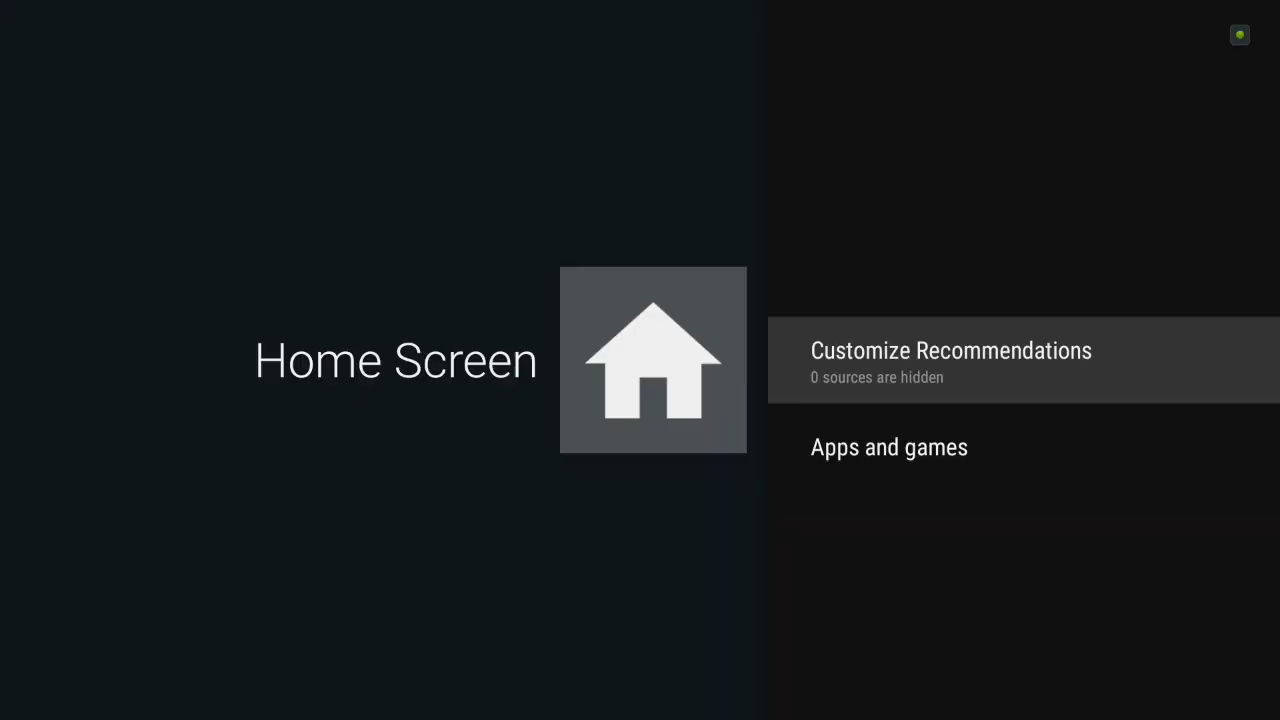 Home Screen
Customize Recommendations
0 sources are hidden
Apps and games